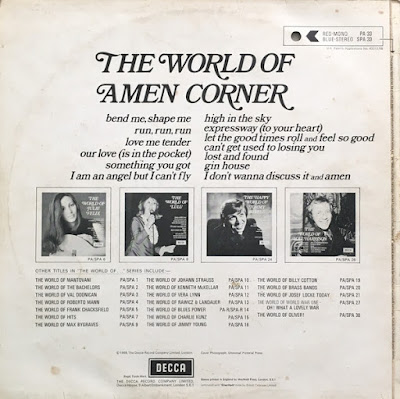 RED-MONO PA 33
BLUE-STEREO SPA 33
THE WORLD OF
AMEN CORNER
bend me, shape me
run, run, run
love me tender
our love (is in the pocket)
something you got
I am an angel but I can't fly
high in the sky
expressway (to your heart)
let the good times roll and feel so good
can't get used to losing you
lost and found
gin house
I don't wanna discuss it and amen
PA/SPA
PA/SPA
PA/SPA
PA/SPA
OTHER TITLES IN "THE WORLD OF ..." SERIES INCLUDE—
THE WORLD OF MANTOVANI PA/SPA 1
THE WORLD OF THE BACHELORS PA/SPA 2
THE WORLD OF VAL DOONICAN PA/SPA 3
THE WORLD OF ROBERTO MANN PA/SPA 4
THE WORLD OF FRANK CHACKSFIELD PA/SPA
THE WORLD OF HITS PA/SPA
THE WORLD OF MAX BYGRAVES PA/SPA
THE WORLD OF JOHANN STRAUSS PA/SPA 10
THE WORLD OF KENNETH McKELLAR PA/SPA 11
THE WORLD OF VERA LYNN PA/SPA 12
THE WORLD OF RAWICZ & LANDAUER PA/SPA
THE WORLD OF BLUES POWER PA/SPA 14
THE WORLD OF CHARLIE KUNZ PA/SPA
THE WORLD OF JIMMY YOUNG PA/SPA
THE WORLD OF BILLY COTTON PA/SPA 19
THE WORLD OF BRASS BANDS PA/SPA 20
THE WORLD OF JOSEF LOCKE TODAY PA/SPA 21
THE WORLD OF WORLD WAR ONE PA/SPA 27
OH! WHAT A LOVELY WAR
THE WORLD OF OLIVER! PA/SPA 30
DECCA
THE DECCA RECORD COMPANY LIMITED